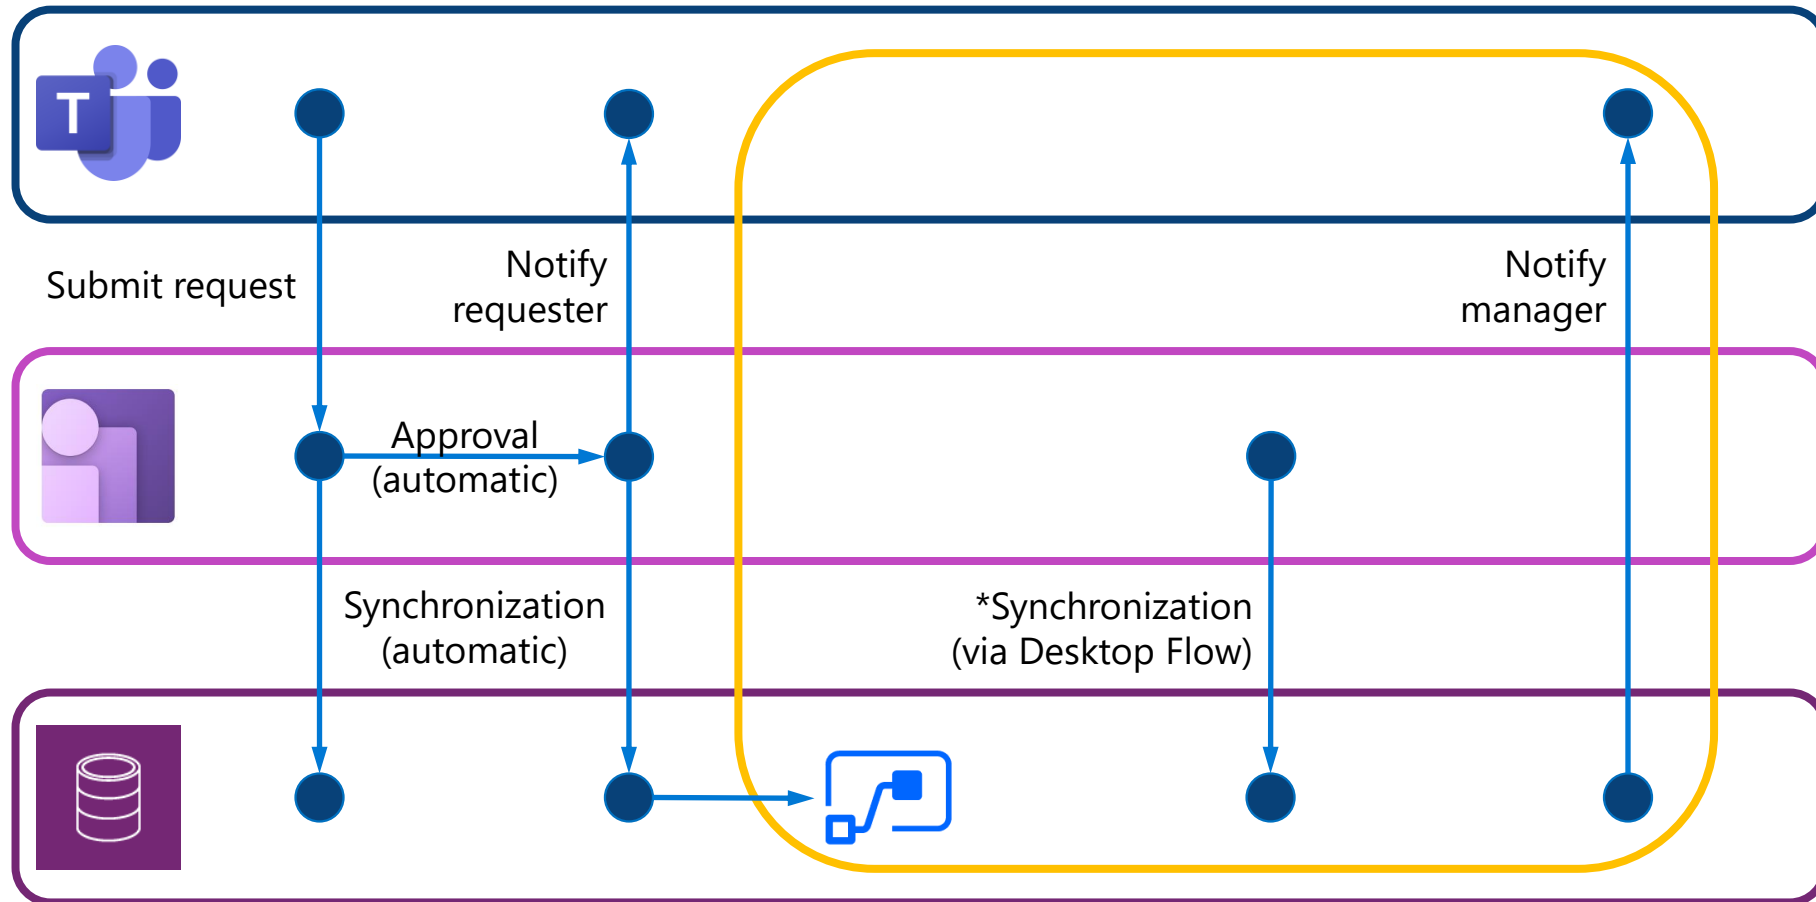 T
Submit request
Notify
requester
Notify
manager
Approval
(automatic)
Synchronization
(automatic)
*Synchronization
(via Desktop Flow)